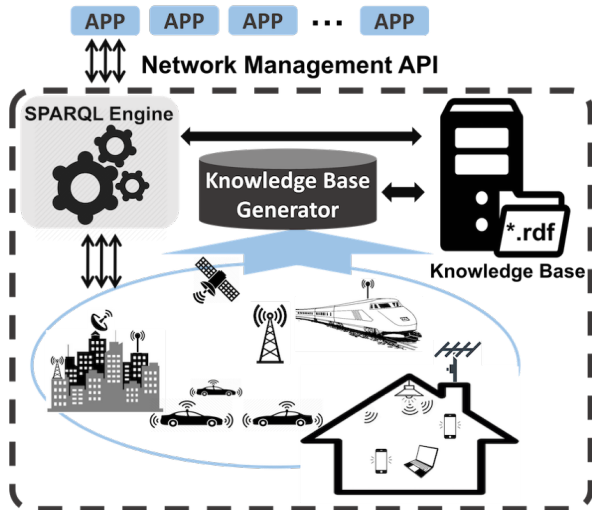 APP APP APP ... APP
Network Management API
SPARQL Engine
Knowledge Base
Generator
*.rdf
Knowledge Base